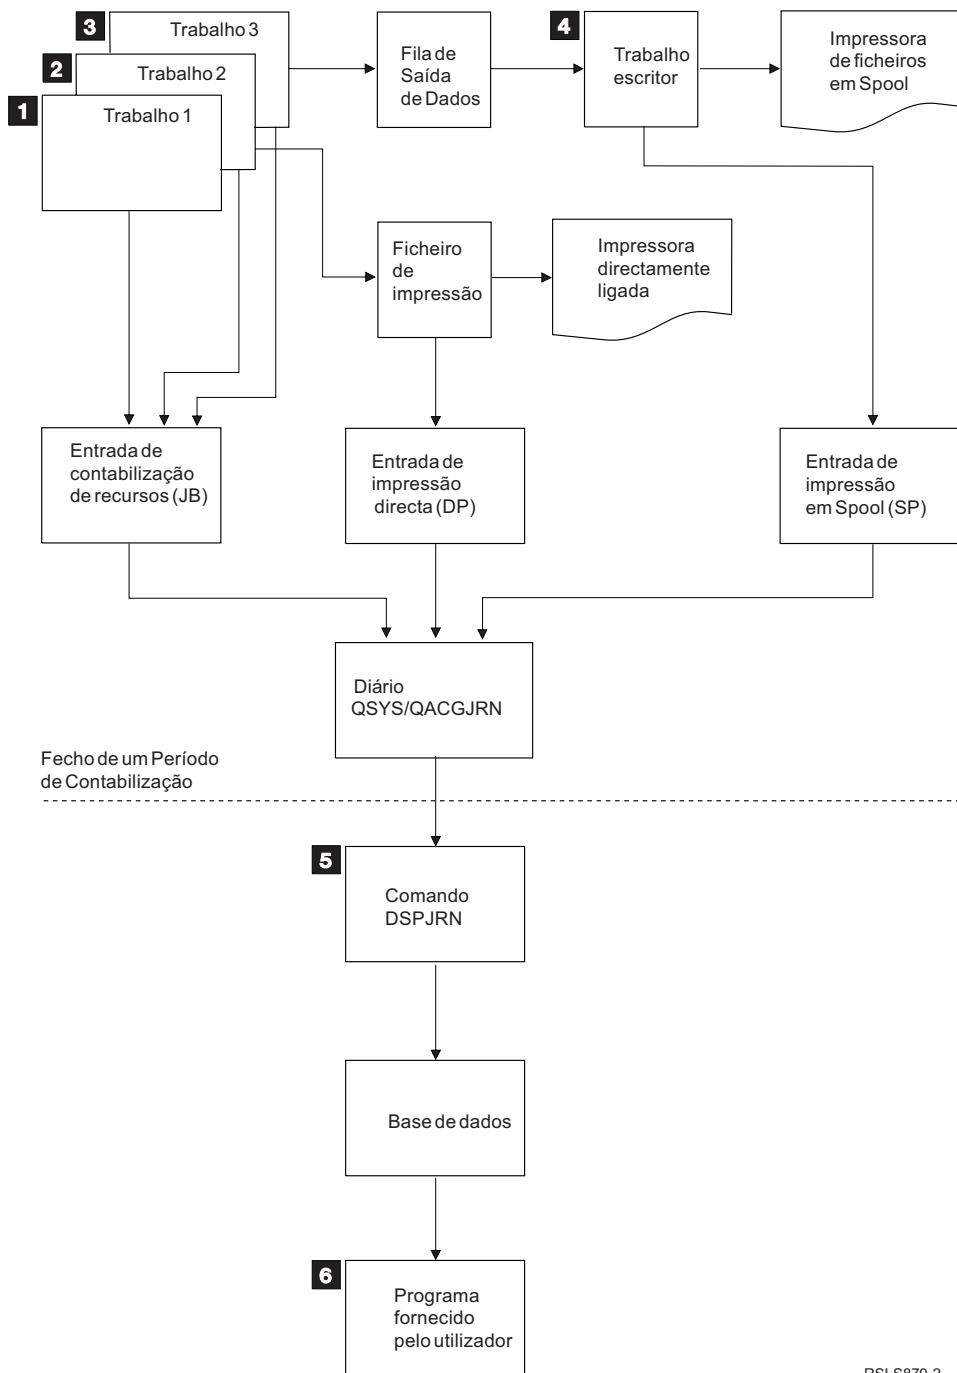 3
Trabalho 3
2
Trabalho 2
1
Trabalho 1
Fila de
Saída
de Dados
4
Trabalho
escritor
Impressora
de ficheiros
em Spool
Ficheiro
de
impressão
Impressora
directamente
ligada
Entrada de
contabilização
de recursos (JB)
Entrada de
impressão
directa (DP)
Entrada de
impressão
em Spool (SP)
Diário
QSYS/QACGJRN
Fecho de um Período
de Contabilização
5
Comando
DSPJRN
Base de dados
6
Programa
fornecido
pelo utilizador